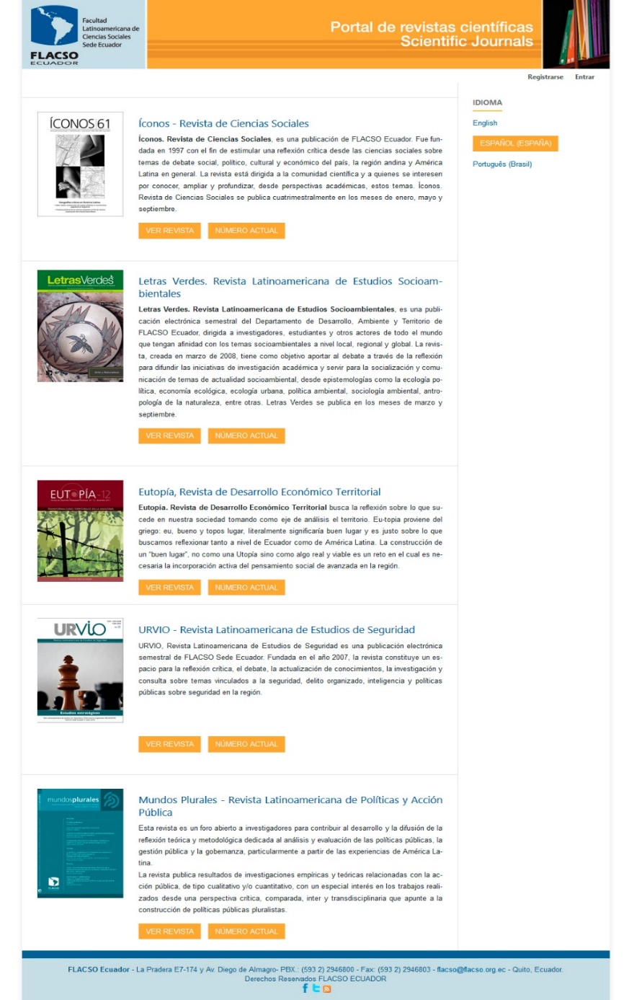 Facultad
Latinoamericana de
Ciencias Sociales
Sede Ecuador
FLACSO
ECUADOR
Portal de revistas científicas
Scientific Journals
Registrarse Entrar
IDIOMA
English
ESPAÑOL (ESPAÑA)
Português (Brasil)
ÍCONOS 61
Íconos - Revista de Ciencias Sociales
Íconos. Revista de Ciencias Sociales, es una publicación de FLACSO Ecuador. Fue fun-
dada en 1997 con el fin de estimular una reflexión crítica desde las ciencias sociales sobre
temas de debate social, político, cultural y económico del país, la región andina y América
Latina en general. La revista está dirigida a la comunidad científica y a quienes se interesen
por conocer, ampliar y profundizar, desde perspectivas académicas, estos temas. Íconos.
Revista de Ciencias Sociales se publica cuatrimestralmente en los meses de enero, mayo y
septiembre.
VER REVISTA NÚMERO ACTUAL
LetrasVerdes
Letras Verdes. Revista Latinoamericana de Estudios Socioam-
bientales
Letras Verdes. Revista Latinoamericana de Estudios Socioambientales, es una publi-
cación electrónica semestral del Departamento de Desarrollo, Ambiente y Territorio de
FLACSO Ecuador, dirigida a investigadores, estudiantes y otros actores de todo el mundo
que tengan afinidad con los temas socioambientales a nivel local, regional y global. La revis-
ta, creada en marzo de 2008, tiene como objetivo aportar al debate a través de la reflexión
para difundir las iniciativas de investigación académica y servir para la socialización y comu-
nicación de temas de actualidad socioambiental, desde epistemologías como la ecología po-
lítica, economía ecológica, ecología urbana, política ambiental, sociología ambiental, antro-
pología de la naturaleza, entre otras. Letras Verdes se publica en los meses de marzo y
septiembre.
VER REVISTA NÚMERO ACTUAL
EUTOPÍA-12
Eutopía, Revista de Desarrollo Económico Territorial
Eutopía. Revista de Desarrollo Económico Territorial busca la reflexión sobre lo que su-
cede en nuestra sociedad tomando como eje de análisis el territorio. Eu-topia proviene del
griego: eu, bueno y topos lugar, literalmente significaría buen lugar y es justo sobre lo que
buscamos reflexionar tanto a nivel de Ecuador como de América Latina. La construcción de
un "buen lugar", no como una Utopía sino como algo real y viable es un reto en el cual es ne-
cesaria la incorporación activa del pensamiento social de avanzada en la región.
VER REVISTA NÚMERO ACTUAL
URVIO
Estudios estratégicos
URVIO - Revista Latinoamericana de Estudios de Seguridad
URVIO, Revista Latinoamericana de Estudios de Seguridad es una publicación electrónica
semestral de FLACSO Sede Ecuador. Fundada en el año 2007, la revista constituye un es-
pacio para la reflexión crítica, el debate, la actualización de conocimientos, la investigación y
consulta sobre temas vinculados a la seguridad, delito organizado, inteligencia y políticas
públicas sobre seguridad en la región.
VER REVISTA NÚMERO ACTUAL
mundosplurales
Mundos Plurales - Revista Latinoamericana de Políticas y Acción
Pública
Esta revista es un foro abierto a investigadores para contribuir al desarrollo y la difusión de la
reflexión teórica y metodológica dedicada al análisis y evaluación de las políticas públicas, la
gestión pública y la gobernanza, particularmente a partir de las experiencias de América La-
tina.
La revista publica resultados de investigaciones empíricas y teóricas relacionadas con la ac-
ción pública, de tipo cualitativo y/o cuantitativo, con un especial interés en los trabajos reali-
zados desde una perspectiva crítica, comparada, inter y transdisciplinaria que apunte a la
construcción de políticas públicas pluralistas.
VER REVISTA NÚMERO ACTUAL
FLACSO Ecuador - La Pradera E7-174 y Av. Diego de Almagro- PBX.: (593 2) 2946800 - Fax: (593 2) 2946803 - flacso@flacso.org.ec - Quito, Ecuador.
Derechos Reservados FLACSO ECUADOR